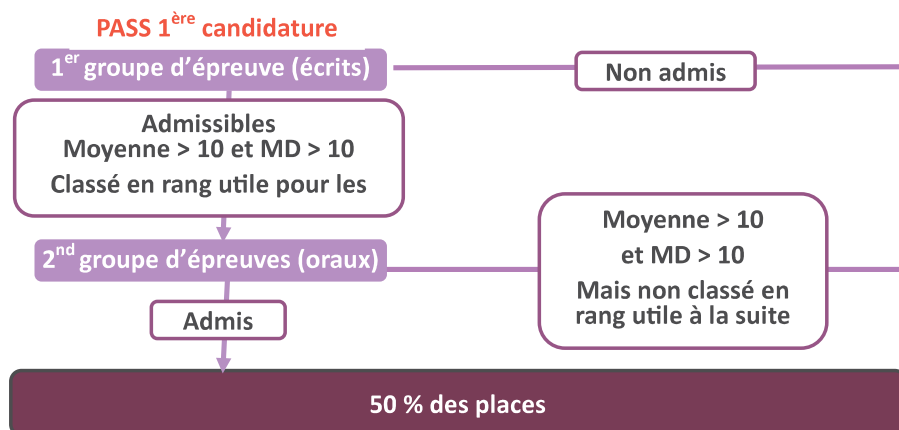 PASS 1ère candidature
1er groupe d’épreuve (écrits)
Non admis
Admissibles
Moyenne > 10 et MD > 10
Classé en rang utile pour les
2nd groupe d’épreuves (oraux)
Moyenne > 10
et MD > 10
Mais non classé en
rang utile à la suite
Admis
50 % des places